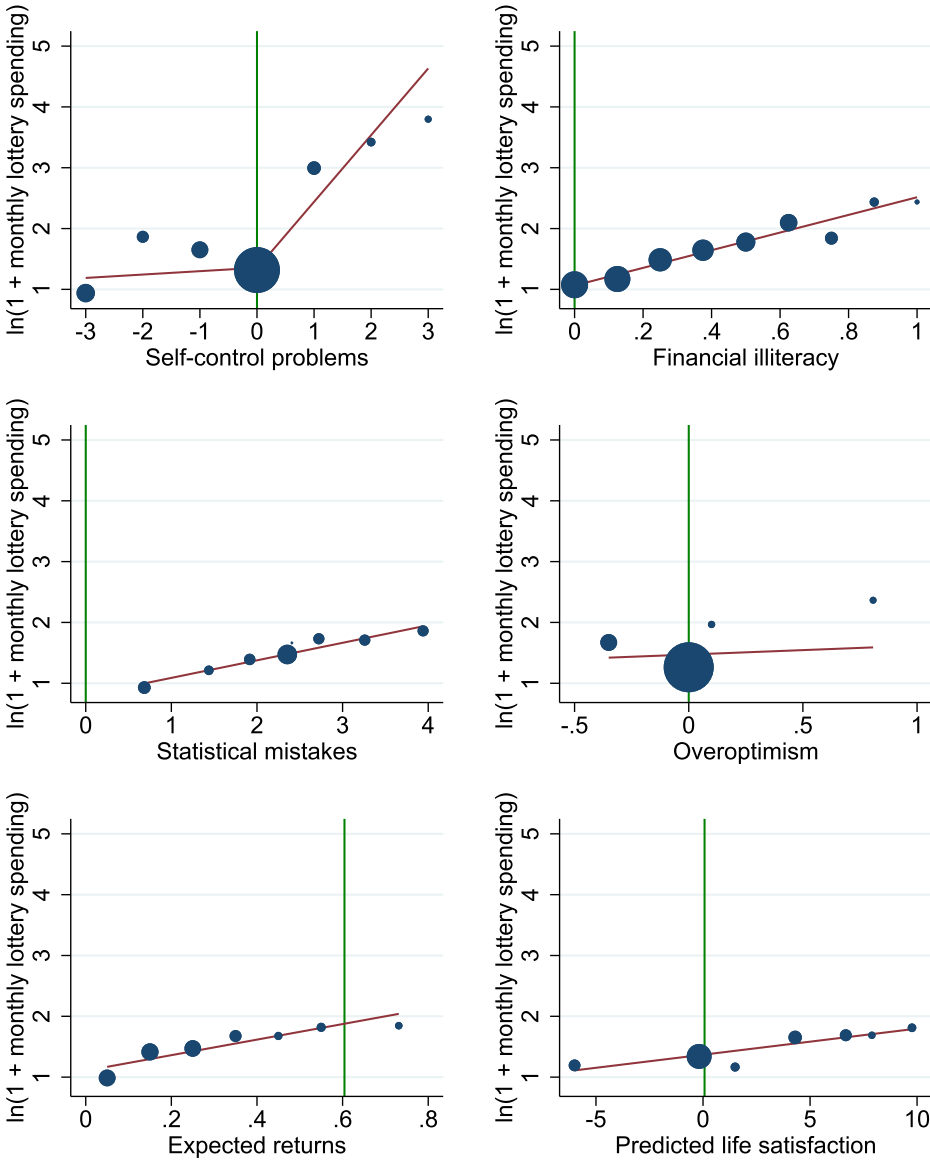 ln(1 + monthly lottery spending)
5
4
3
2
1
-3 -2 -1 0 1 2 3
Self-control problems
ln(1 + monthly lottery spending)
5
4
3
2
1
0 .2 .4 .6 .8 1
Financial illiteracy
ln(1 + monthly lottery spending)
5
4
3
2
1
0 1 2 3 4
Statistical mistakes
ln(1 + monthly lottery spending)
5
4
3
2
1
-.5 0 .5 1
Overoptimism
ln(1 + monthly lottery spending)
5
4
3
2
1
0 .2 .4 .6 .8
Expected returns
ln(1 + monthly lottery spending)
5
4
3
2
1
-5 0 5 10
Predicted life satisfaction